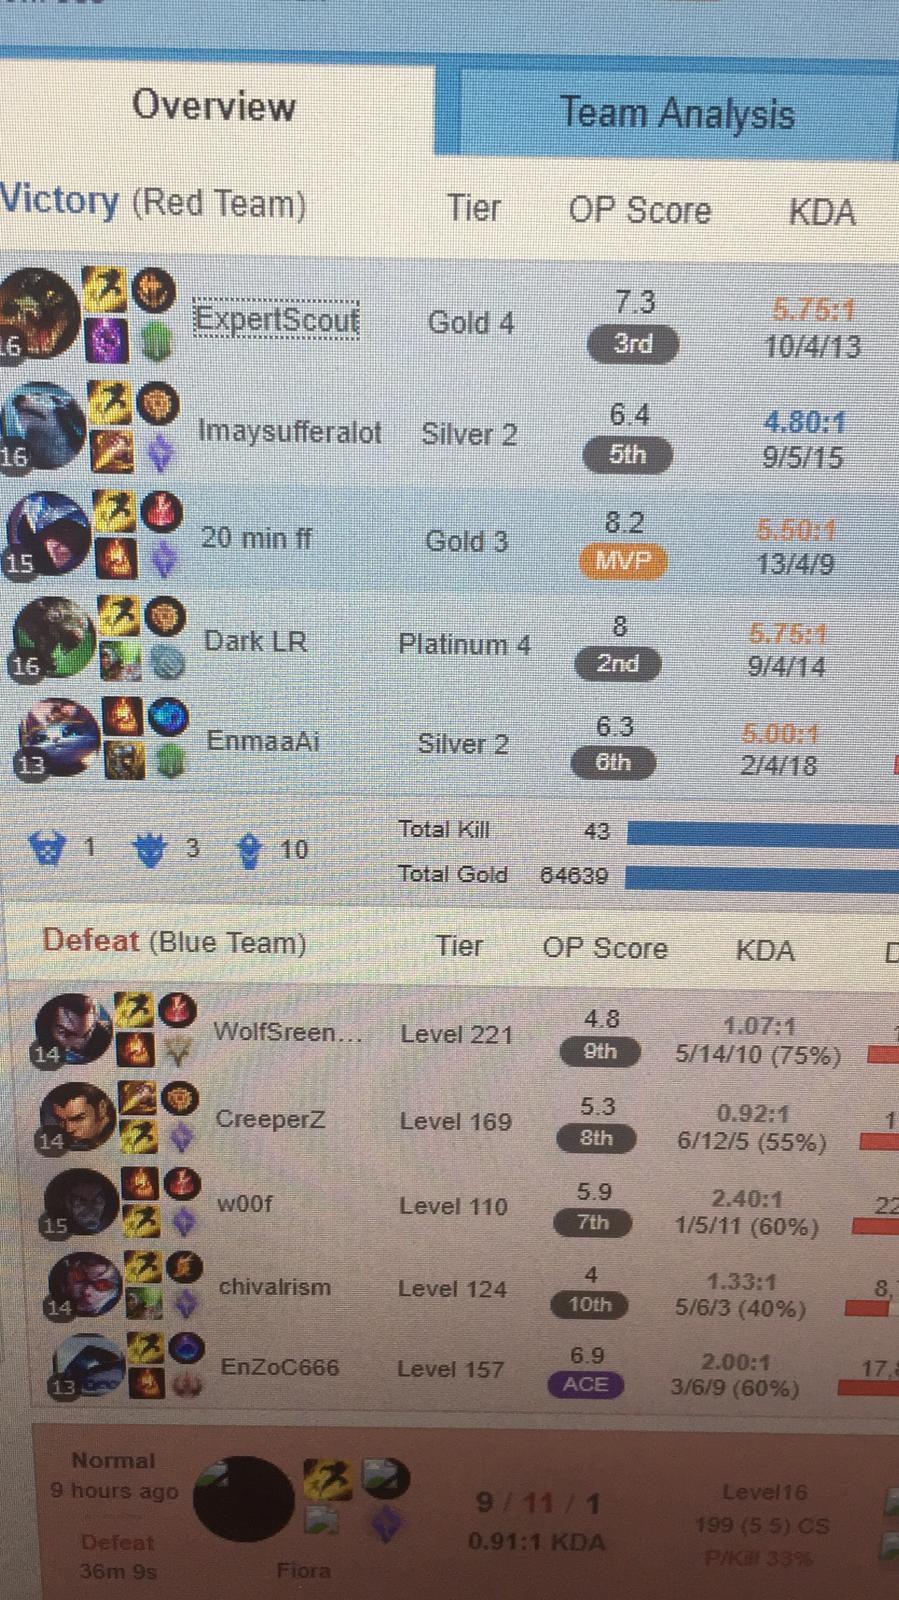 Overview Team Analysis
Victory (Red Team) Tier OP Score KDA
16 ExpertScout Gold 4 7.3 3rd 5.75:1 10/4/13
16 Imaysufferalot Silver 2 6.4 5th 4.80:1 9/5/15
15 20 min ff Gold 3 8.2 MVP 5.50:1 13/4/9
16 Dark LR Platinum 4 8 2nd 5.75:1 9/4/14
13 EnmaaAi Silver 2 6.3 6th 5.00:1 2/4/18
1 3 10 Total Kill 43
Total Gold 64639
Defeat (Blue Team) Tier OP Score KDA
14 WolfSreen... Level 221 4.8 9th 1.07:1 5/14/10 (75%)
14 CreeperZ Level 169 5.3 8th 0.92:1 6/12/5 (55%)
15 w00f Level 110 5.9 7th 2.40:1 1/5/11 (60%)
14 chivalrism Level 124 4 10th 1.33:1 5/6/3 (40%)
13 EnZoC666 Level 157 6.9 ACE 2.00:1 3/6/9 (60%)
Normal
9 hours ago 9 / 11 / 1 Level16
Defeat 0.91:1 KDA 199 (5.5) CS
36m 9s Fiora P/Kill 33%